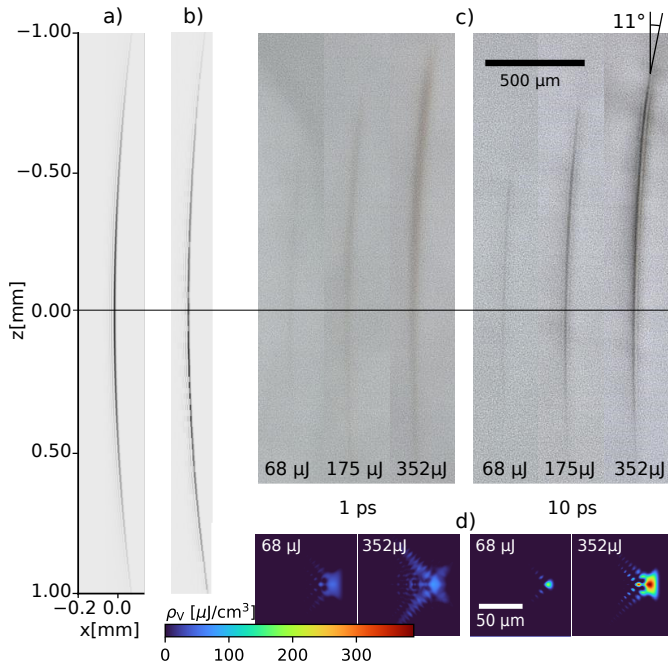 a)
b)
c)
11°
−1.00
−0.50
0.00
0.50
1.00
z[mm]
−0.2 0.0
x[mm]
500 µm
68 µJ 175 µJ 352µJ
68 µJ 175µJ 352µJ
1 ps
10 ps
d)
68 µJ 352µJ
68 µJ 352µJ
50 µm
ρV [µJ/cm³]
0 100 200 300